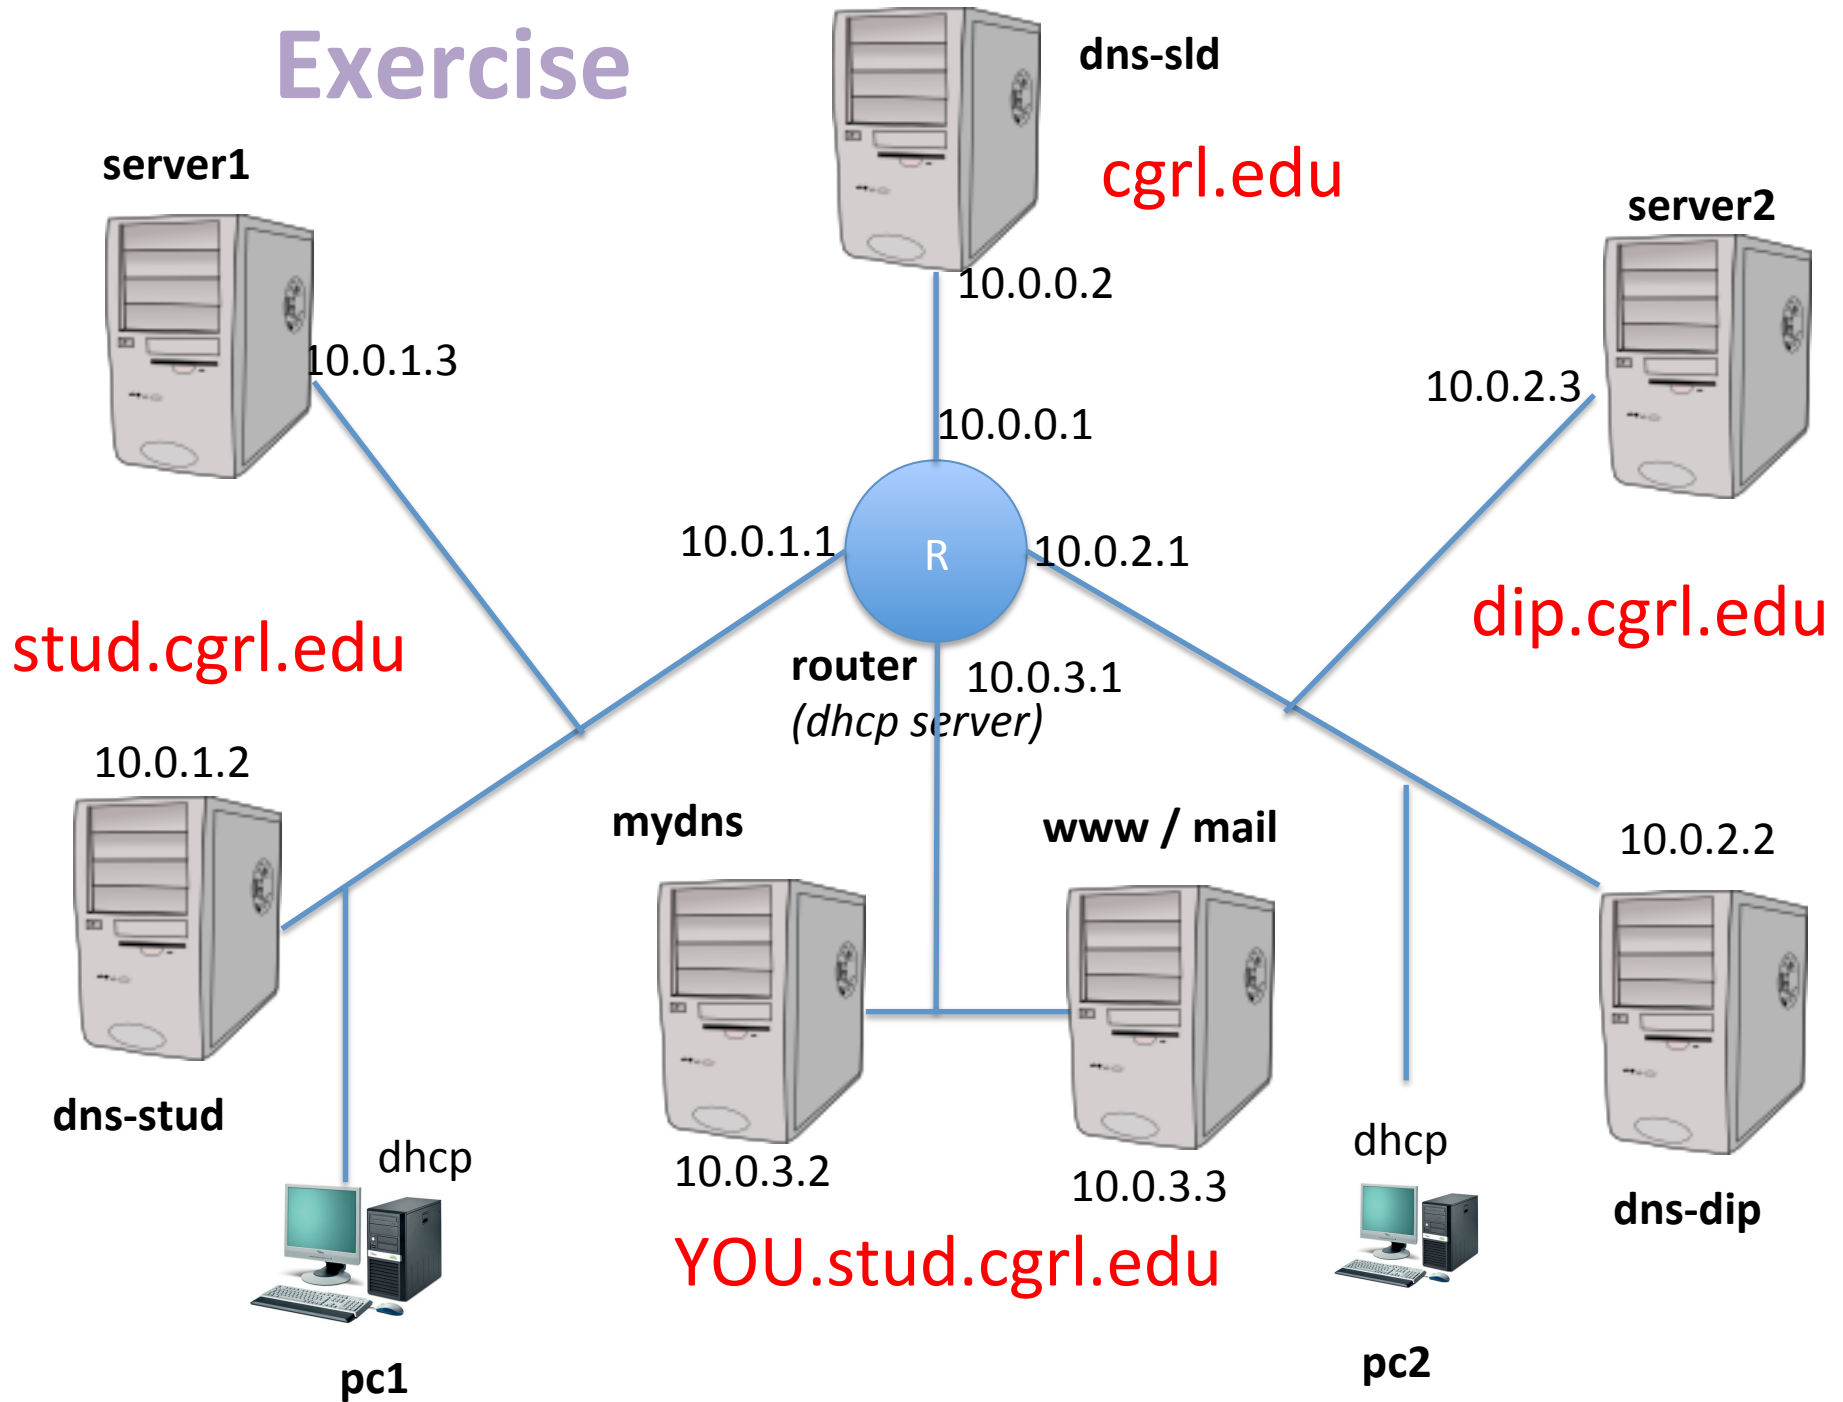 Exercise
dns-sld
server1
cgrl.edu
server2
10.0.0.2
10.0.1.3
10.0.2.3
10.0.0.1
10.0.1.1
R
10.0.2.1
stud.cgrl.edu
dip.cgrl.edu
router
10.0.3.1
(dhcp server)
10.0.1.2
mydns
www / mail
10.0.2.2
dns-stud
dhcp
10.0.3.2
10.0.3.3
dhcp
dns-dip
YOU.stud.cgrl.edu
pc1
pc2